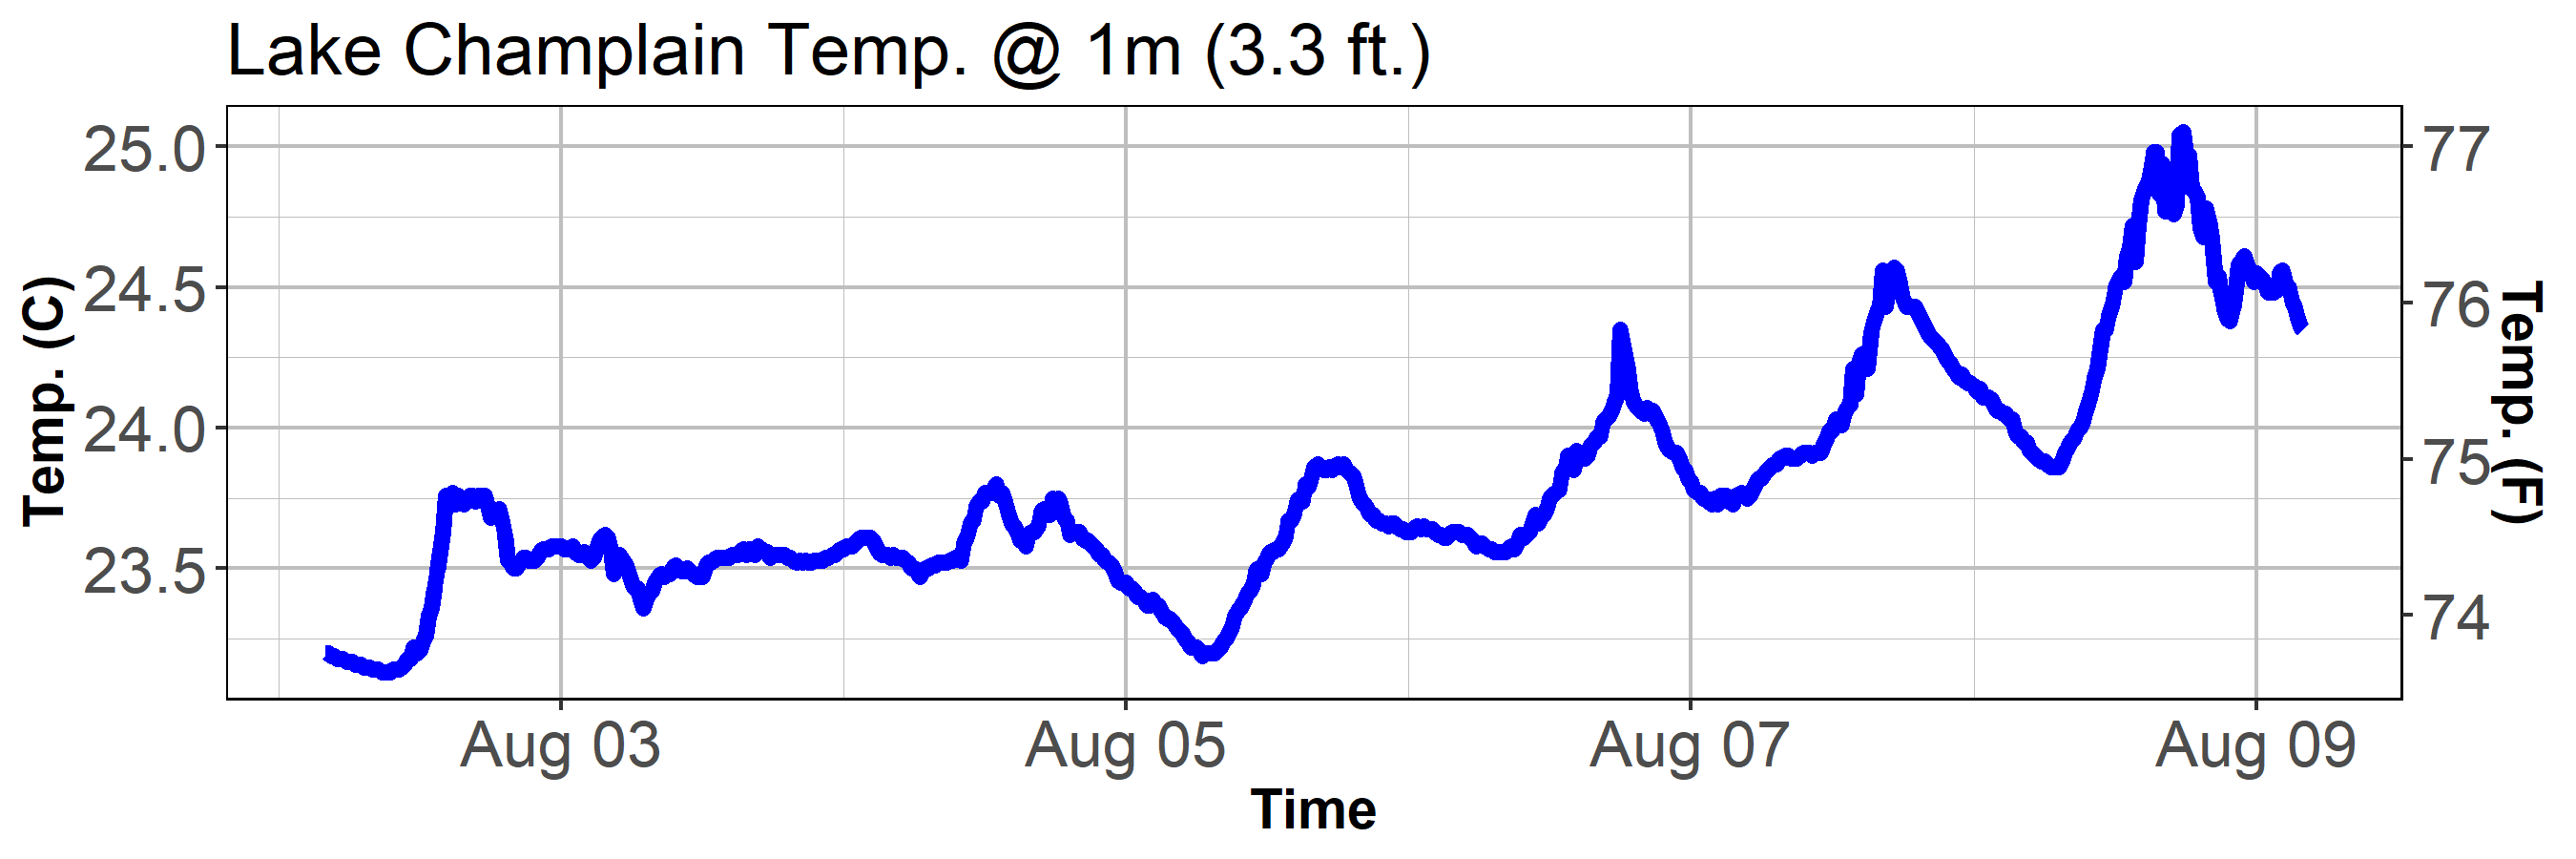 Lake Champlain Temp. @ 1m (3.3 ft.)
Temp. (C)
25.0
24.5
24.0
23.5
77
76
75
74
Temp. (F)
Aug 03 Aug 05 Aug 07 Aug 09
Time